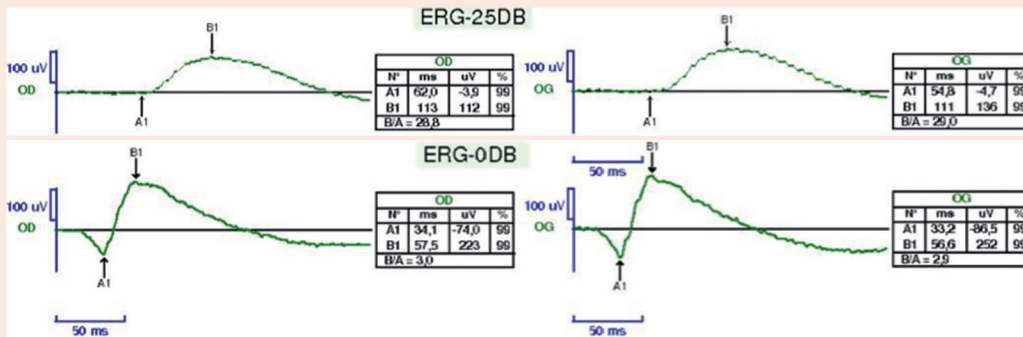 ERG-25DB
B1
100 uV
OD
A1
OD
N° ms uV %
A1 62,0 -3,9 99
B1 113 112 99
B/A = 28,8
B1
100 uV
OG
A1
OG
N° ms uV %
A1 54,8 -4,7 99
B1 111 136 99
B/A = 29,0
ERG-0DB
B1
100 uV
OD
A1
50 ms
OD
N° ms uV %
A1 34,1 -74,0 99
B1 57,5 223 99
B/A = 3,0
50 ms
B1
100 uV
OG
A1
50 ms
OG
N° ms uV %
A1 33,2 -86,5 99
B1 56,6 252 99
B/A = 2,9